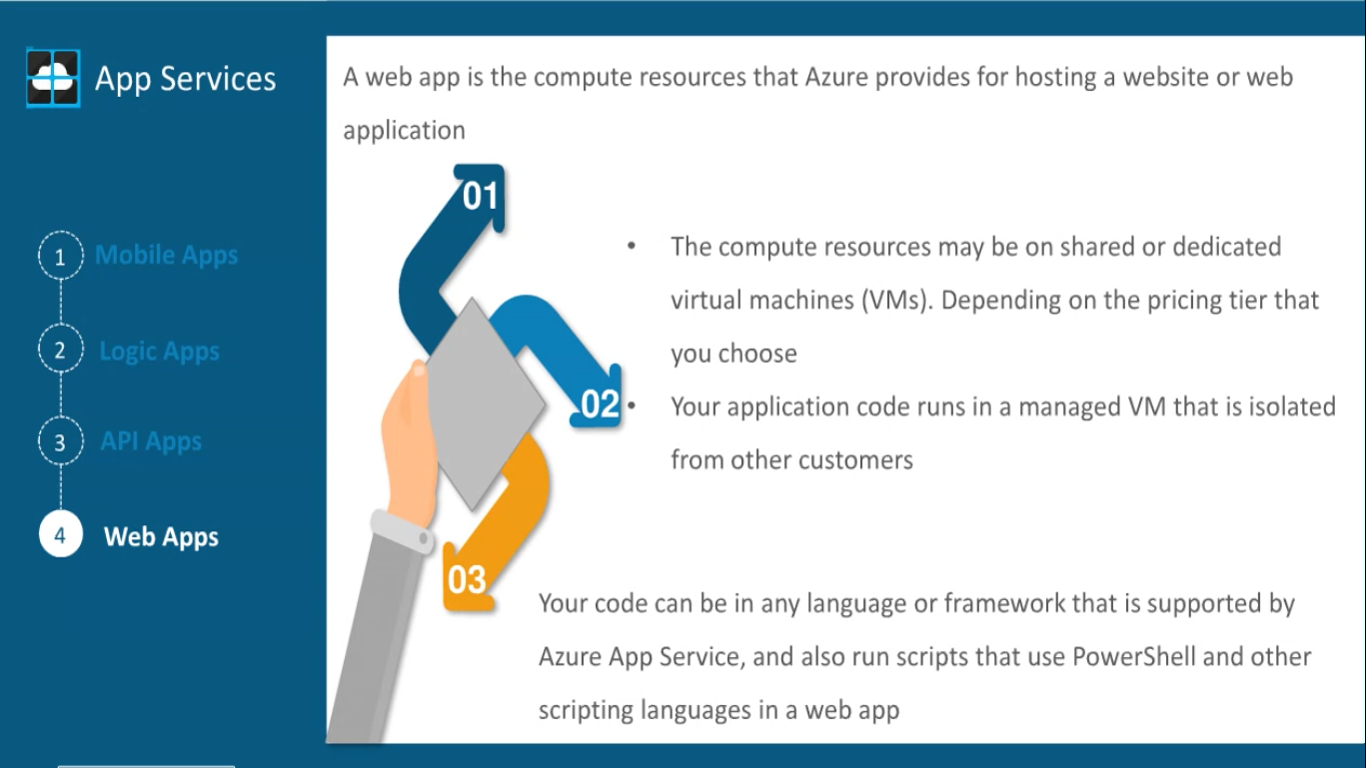 App Services
1 Mobile Apps
2 Logic Apps
3 API Apps
4 Web Apps
A web app is the compute resources that Azure provides for hosting a website or web
application
01
• The compute resources may be on shared or dedicated
virtual machines (VMs). Depending on the pricing tier that
you choose
02
• Your application code runs in a managed VM that is isolated
from other customers
03
Your code can be in any language or framework that is supported by
Azure App Service, and also run scripts that use PowerShell and other
scripting languages in a web app